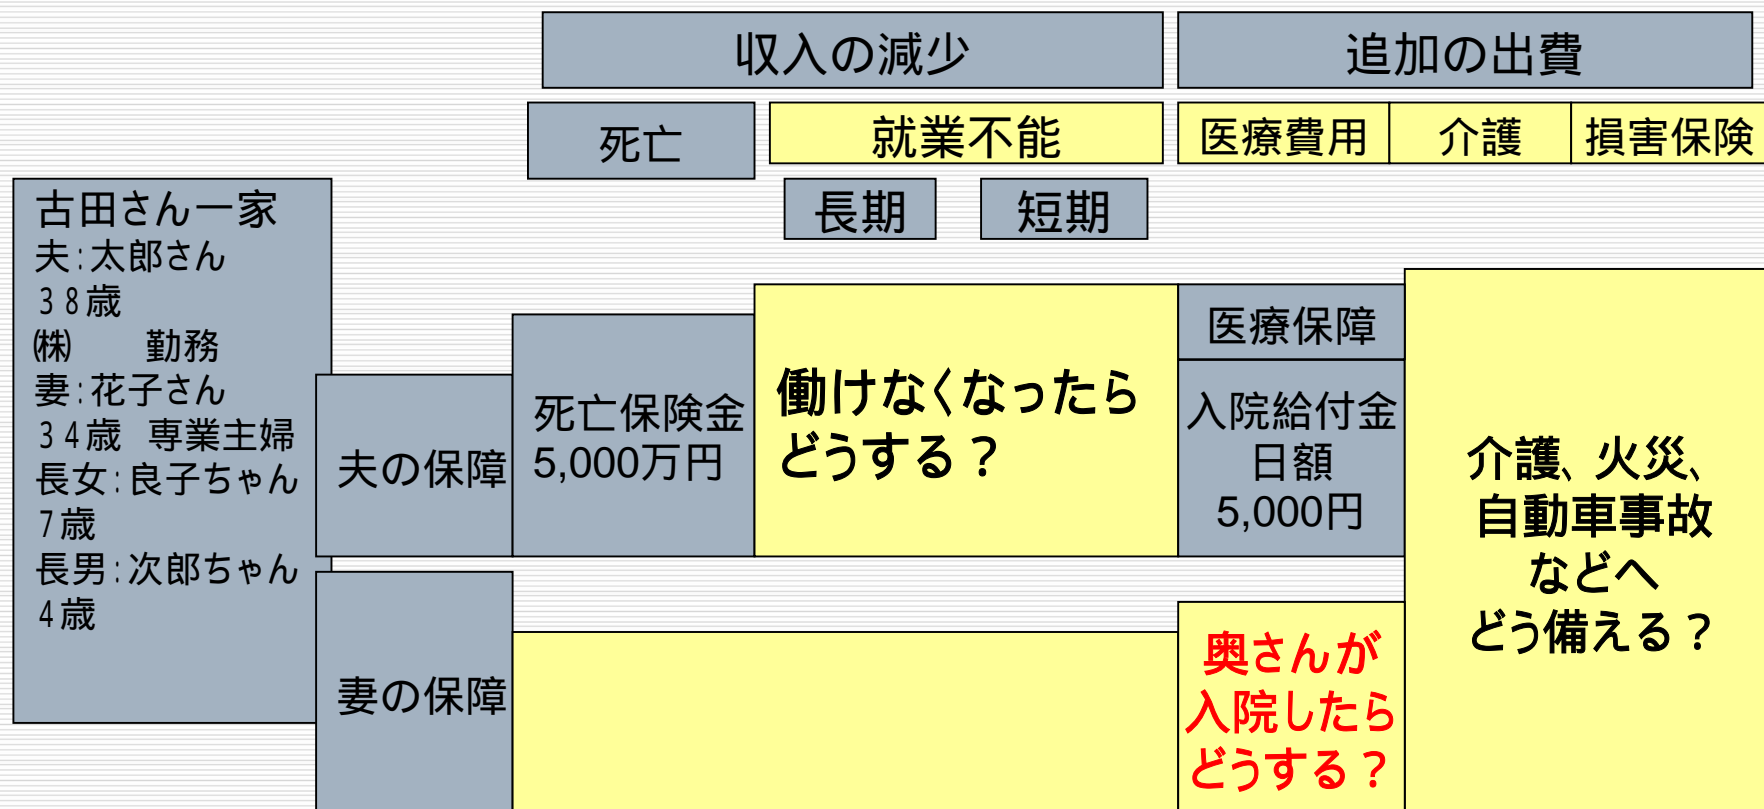 収入の減少
追加の出費
死亡
就業不能
医療費用
介護
損害保険
長期
短期
古田さん一家
夫:太郎さん
38歳
㈱　　勤務
妻:花子さん
34歳 専業主婦
長女:良子ちゃん
7歳
長男:次郎ちゃん
4歳
夫の保障
死亡保険金
5,000万円
働けなくなったら
どうする？
医療保障
入院給付金
日額
5,000円
介護、火災、
自動車事故
などへ
どう備える？
妻の保障
奥さんが
入院したら
どうする？